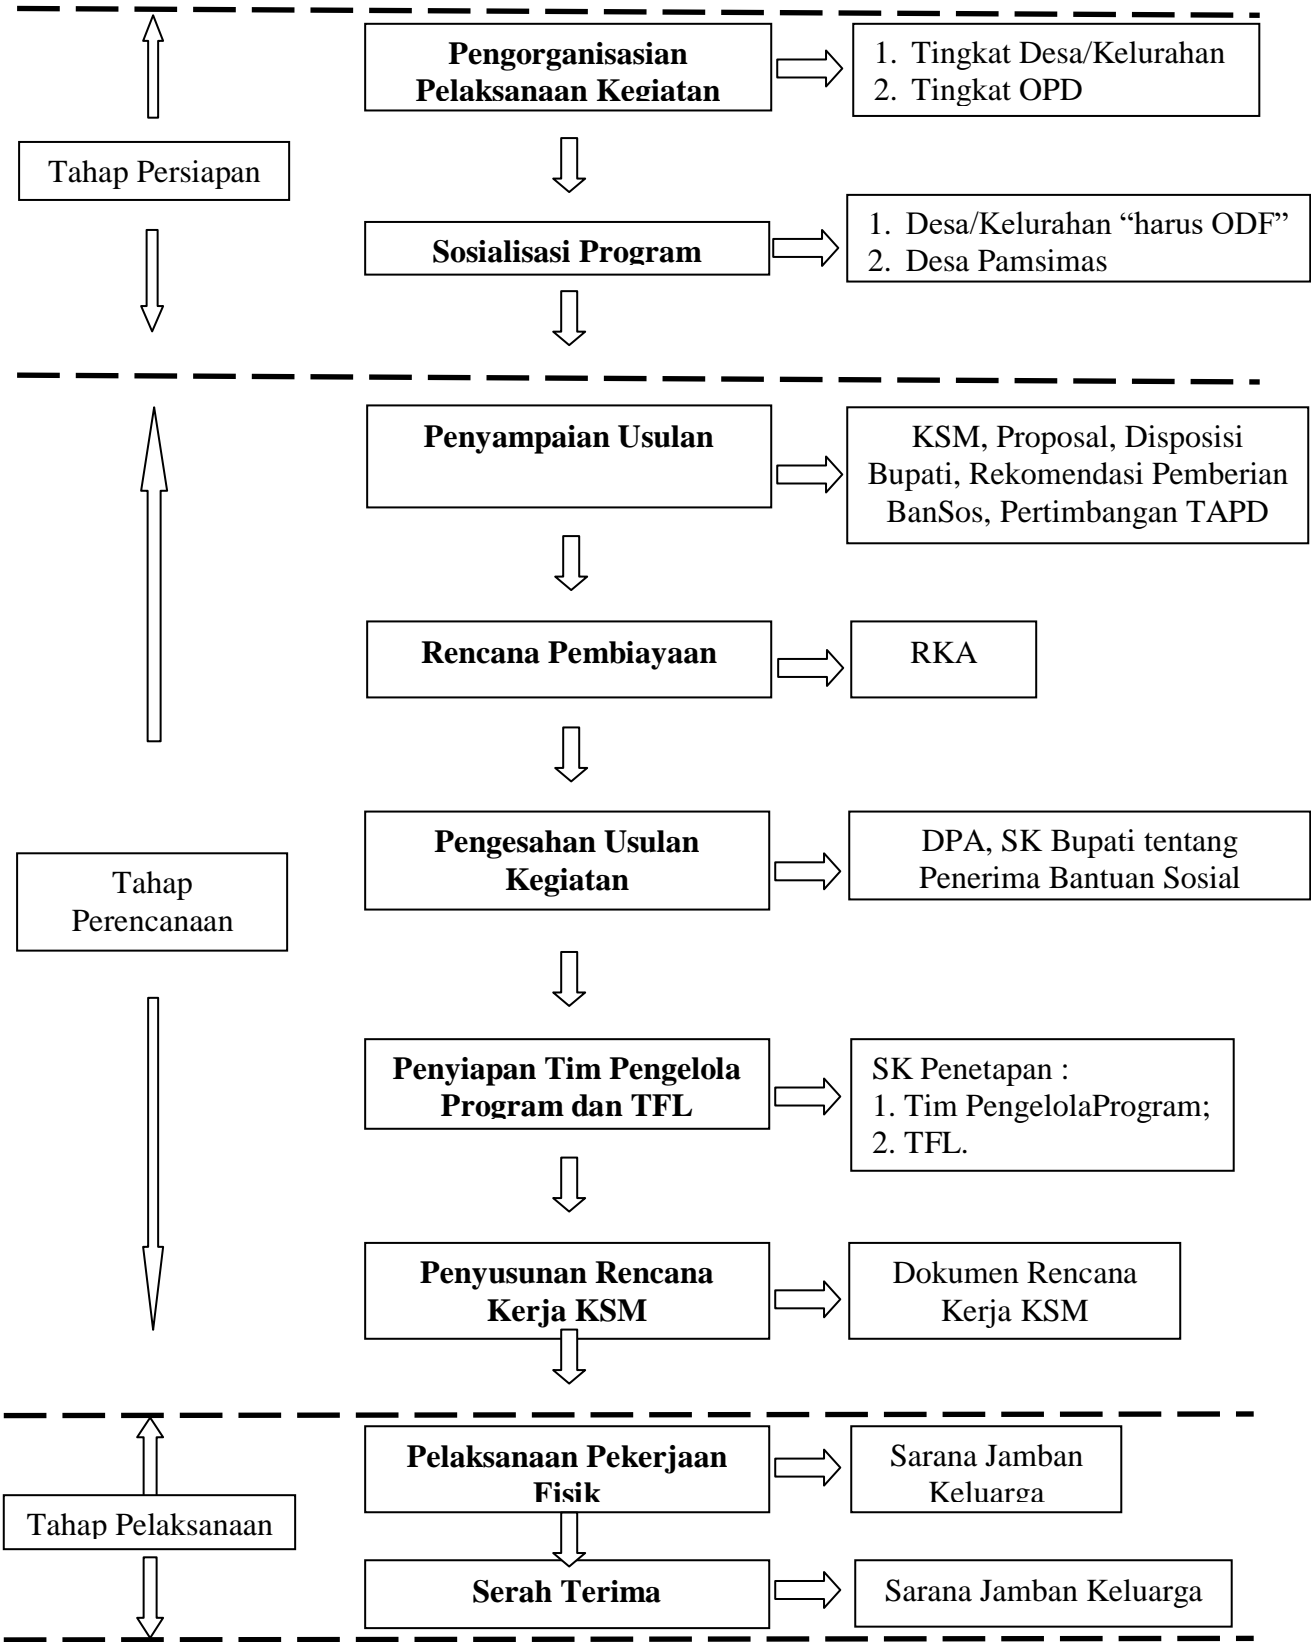 Pengorganisasian
Pelaksanaan Kegiatan
1. Tingkat Desa/Kelurahan
2. Tingkat OPD
Tahap Persiapan
Sosialisasi Program
1. Desa/Kelurahan “harus ODF”
2. Desa Pamsimas
Penyampaian Usulan
KSM, Proposal, Disposisi
Bupati, Rekomendasi Pemberian
BanSos, Pertimbangan TAPD
Rencana Pembiayaan
RKA
Pengesahan Usulan
Kegiatan
DPA, SK Bupati tentang
Penerima Bantuan Sosial
Tahap
Perencanaan
Penyiapan Tim Pengelola
Program dan TFL
SK Penetapan :
1. Tim PengelolaProgram;
2. TFL.
Penyusunan Rencana
Kerja KSM
Dokumen Rencana
Kerja KSM
Pelaksanaan Pekerjaan
Fisik
Sarana Jamban
Keluarga
Tahap Pelaksanaan
Serah Terima
Sarana Jamban Keluarga